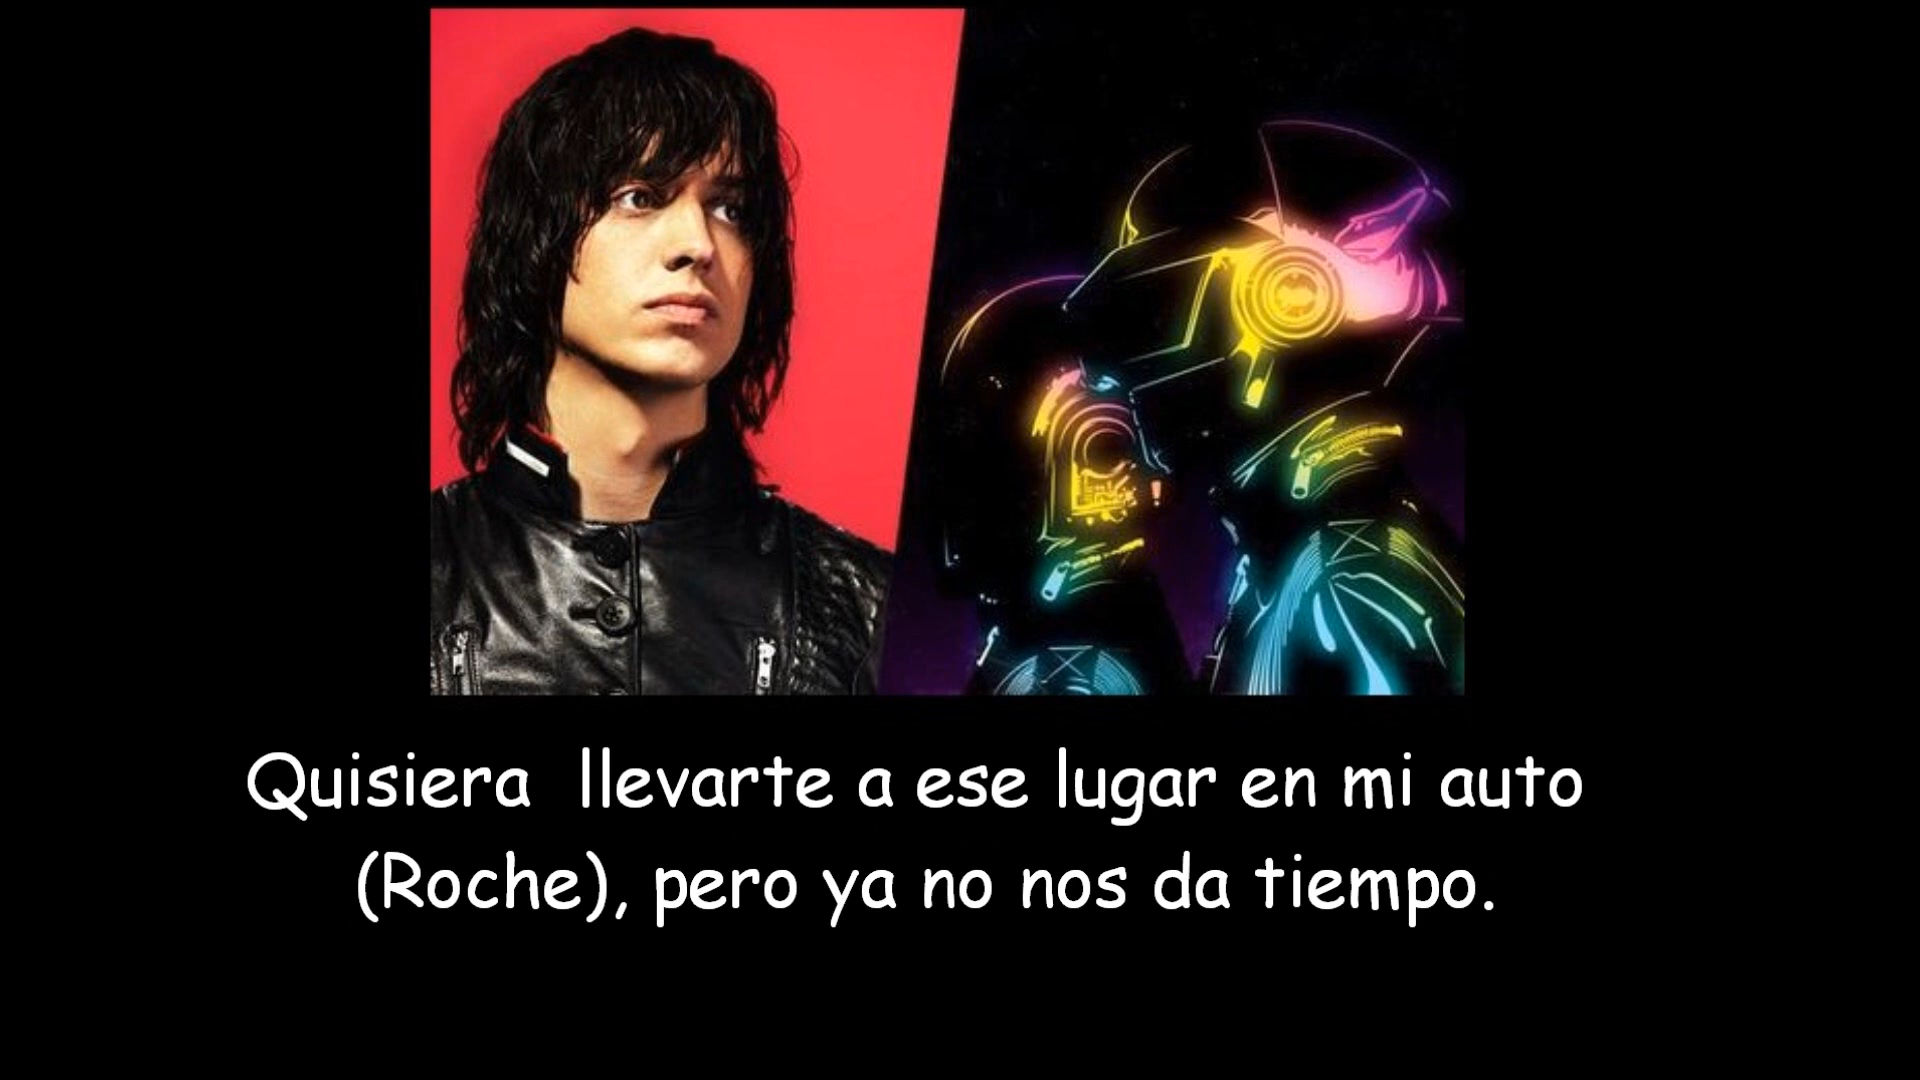 Quisiera  llevarte a ese lugar en mi auto
(Roche), pero ya no nos da tiempo.